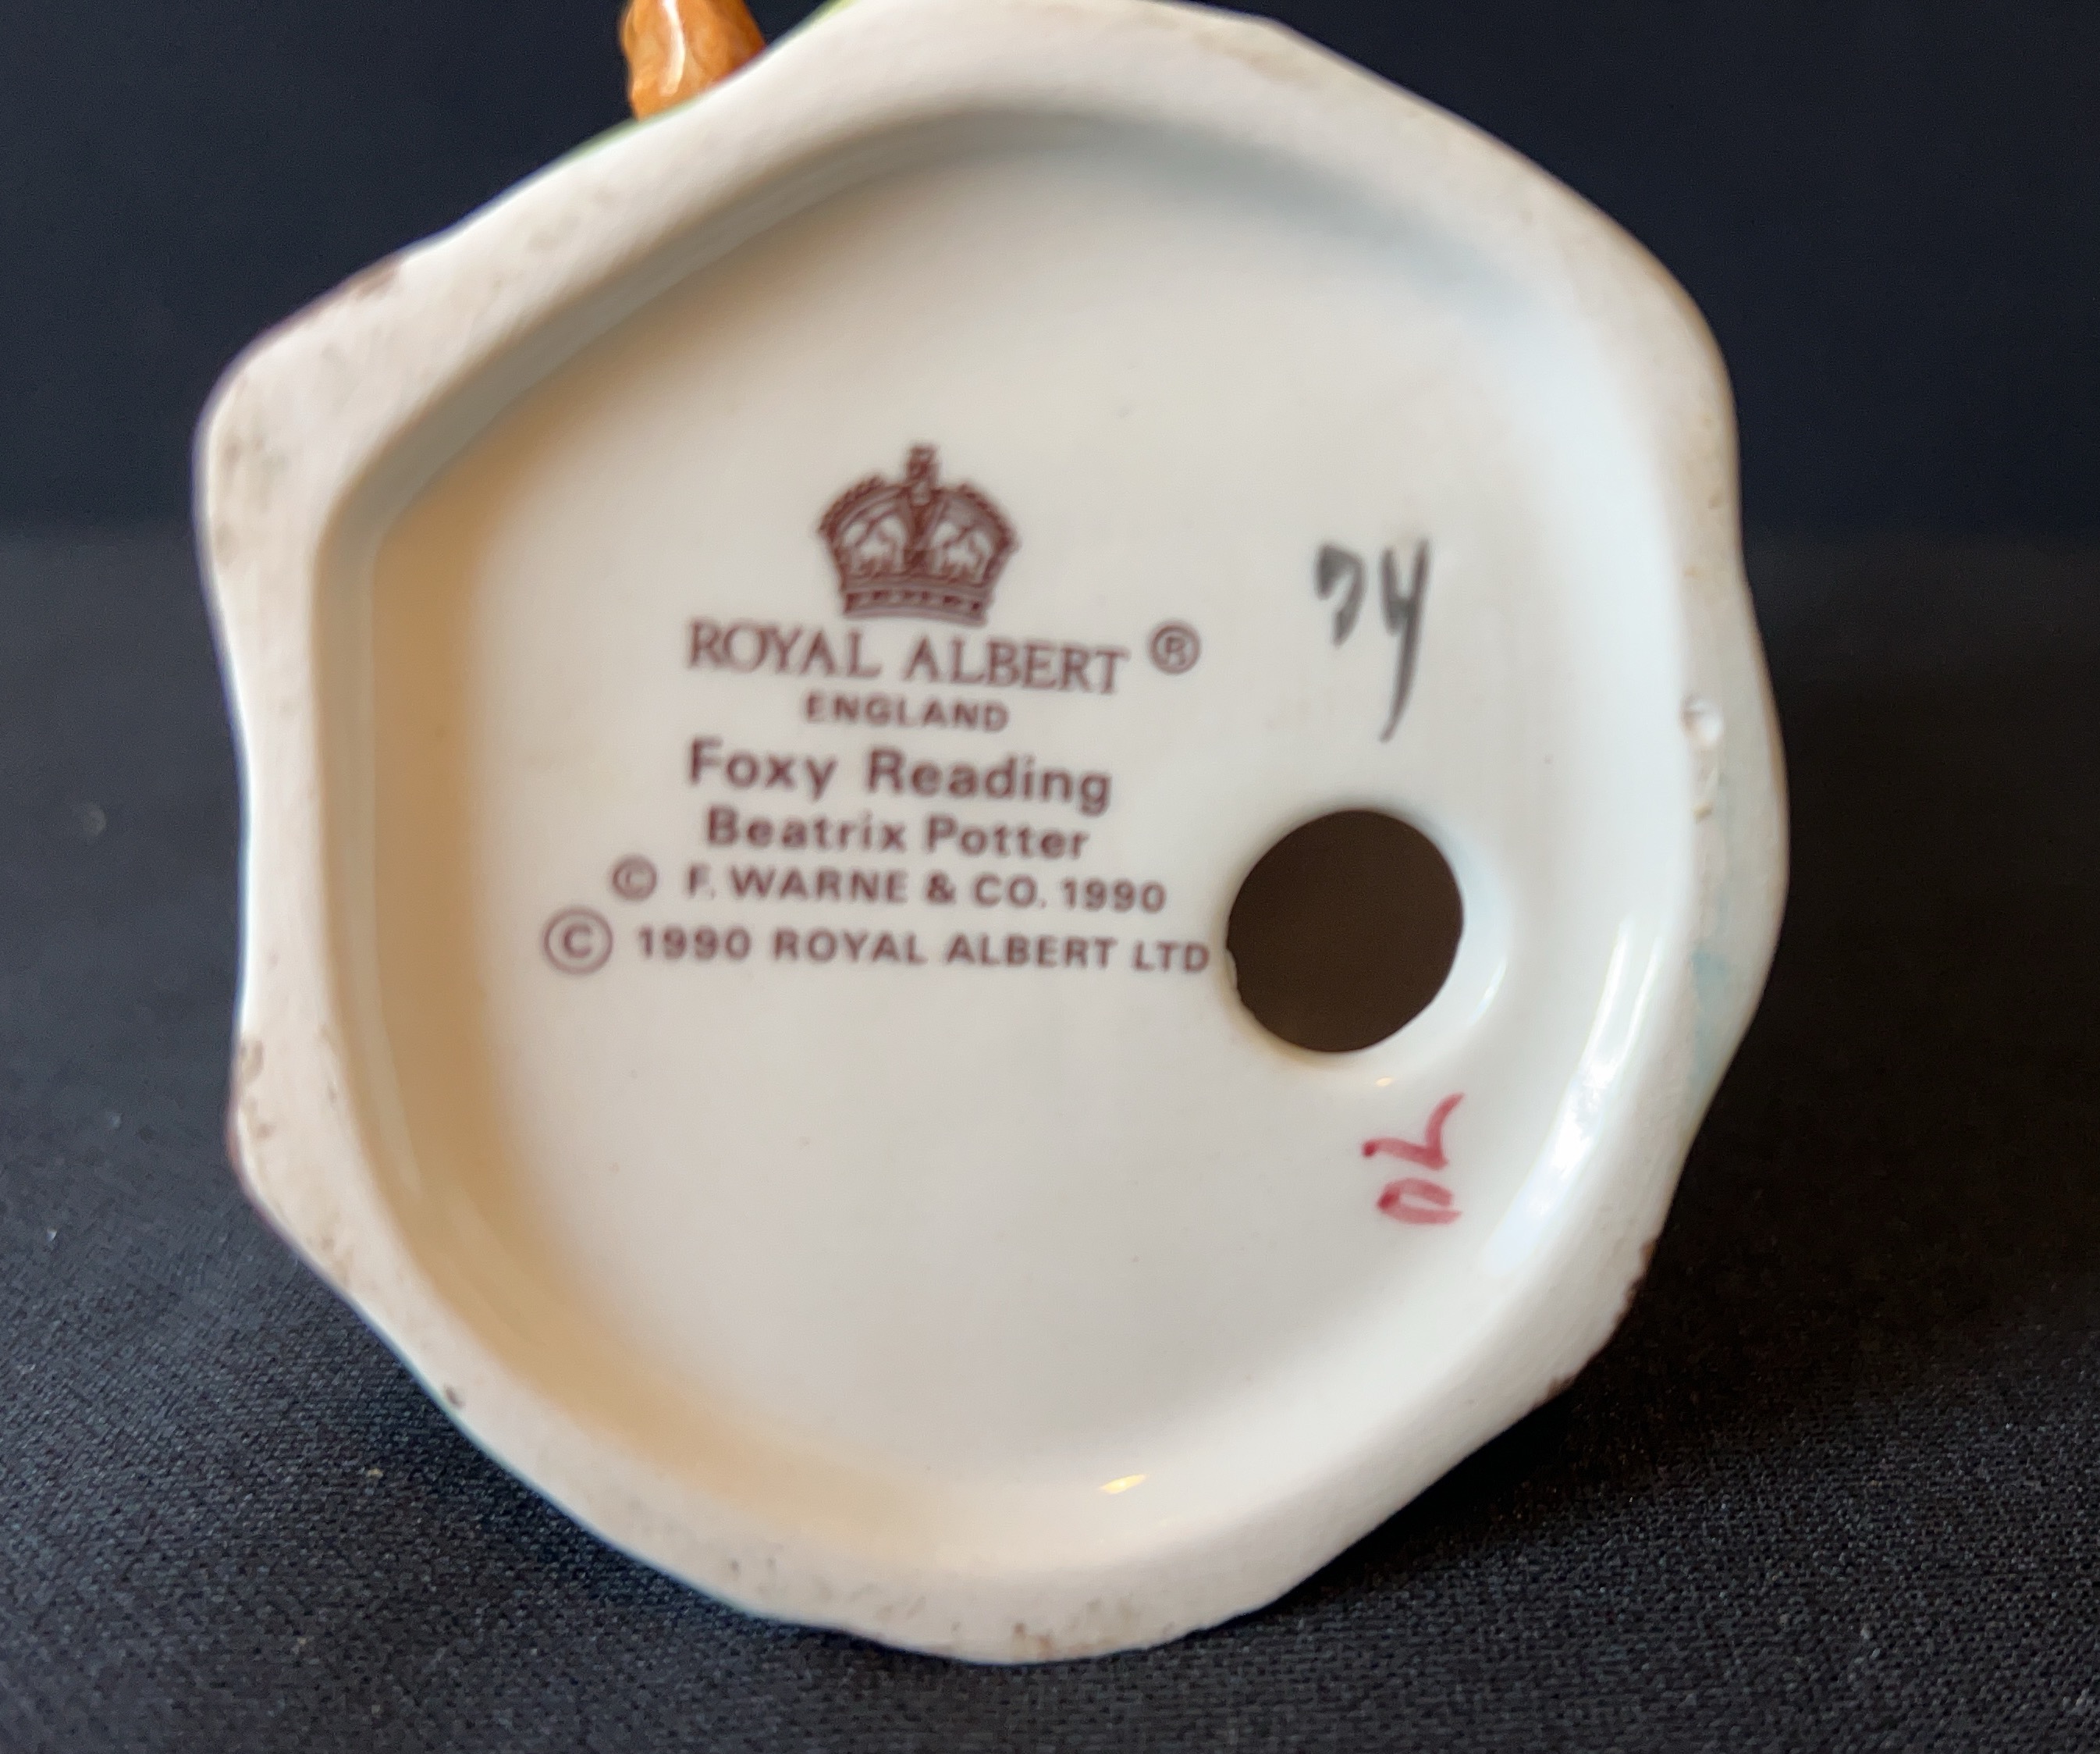 ROYAL ALBERT ®
ENGLAND
Foxy Reading
Beatrix Potter
© F. WARNE & CO. 1990
© 1990 ROYAL ALBERT LTD